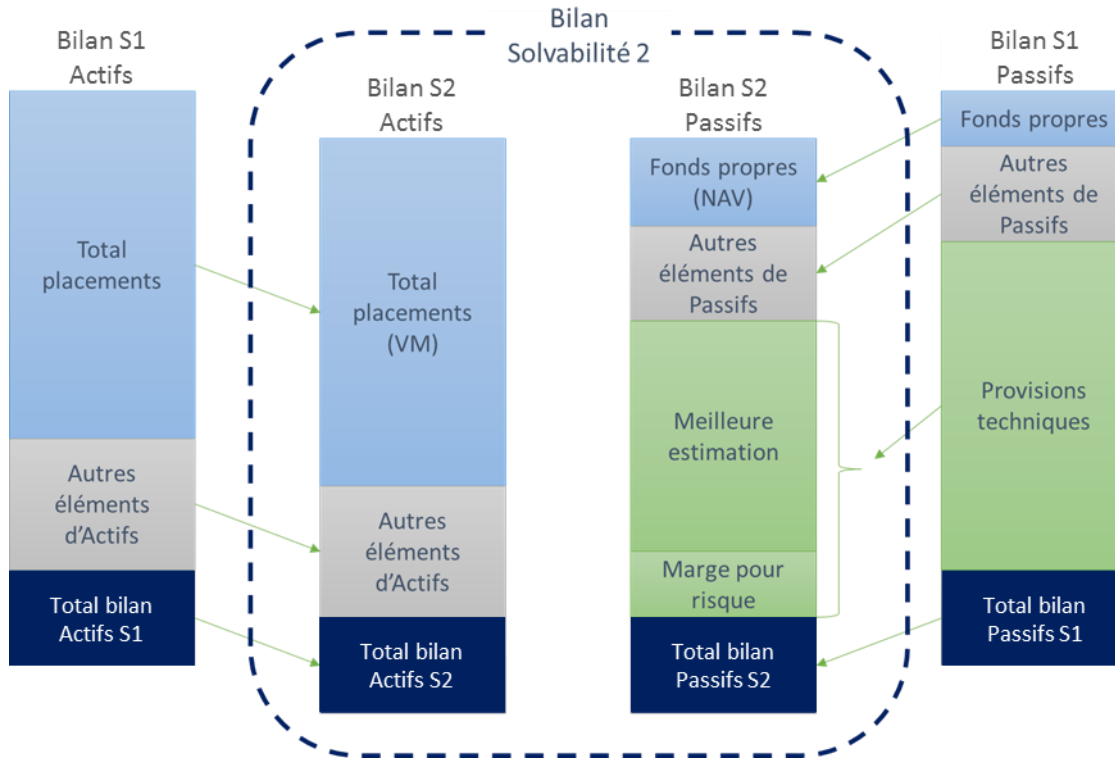 Bilan
Solvabilité 2
Bilan S1
Actifs
Total
placements
Autres
éléments
d’Actifs
Total bilan
Actifs S1
Bilan S2
Actifs
Total
placements
(VM)
Autres
éléments
d’Actifs
Total bilan
Actifs S2
Bilan S2
Passifs
Fonds propres
(NAV)
Autres
éléments de
Passifs
Meilleure
estimation
Marge pour
risque
Total bilan
Passifs S2
Bilan S1
Passifs
Fonds propres
Autres
éléments de
Passifs
Provisions
techniques
Total bilan
Passifs S1